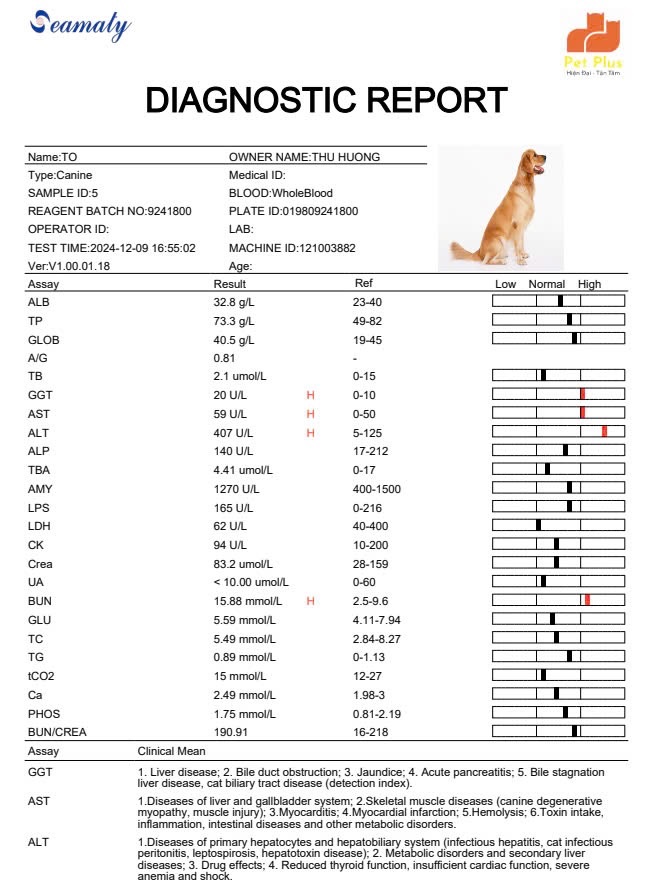 Seamaty
Pet Plus
Hiện Đại - Tận Tâm
DIAGNOSTIC REPORT
Name:TO OWNER NAME:THU HUONG
Type:Canine Medical ID:
SAMPLE ID:5 BLOOD:WholeBlood
REAGENT BATCH NO:9241800 PLATE ID:019809241800
OPERATOR ID: LAB:
TEST TIME:2024-12-09 16:55:02 MACHINE ID:121003882
Ver:V1.00.01.18 Age:
Assay Result Ref Low Normal High
ALB 32.8 g/L 23-40
TP 73.3 g/L 49-82
GLOB 40.5 g/L 19-45
A/G 0.81 -
TB 2.1 umol/L 0-15
GGT 20 U/L H 0-10
AST 59 U/L H 0-50
ALT 407 U/L H 5-125
ALP 140 U/L 17-212
TBA 4.41 umol/L 0-17
AMY 1270 U/L 400-1500
LPS 165 U/L 0-216
LDH 62 U/L 40-400
CK 94 U/L 10-200
Crea 83.2 umol/L 28-159
UA < 10.00 umol/L 0-60
BUN 15.88 mmol/L H 2.5-9.6
GLU 5.59 mmol/L 4.11-7.94
TC 5.49 mmol/L 2.84-8.27
TG 0.89 mmol/L 0-1.13
tCO2 15 mmol/L 12-27
Ca 2.49 mmol/L 1.98-3
PHOS 1.75 mmol/L 0.81-2.19
BUN/CREA 190.91 16-218
Assay Clinical Mean
GGT 1. Liver disease; 2. Bile duct obstruction; 3. Jaundice; 4. Acute pancreatitis; 5. Bile stagnation
liver disease, cat biliary tract disease (detection index).
AST 1.Diseases of liver and gallbladder system; 2.Skeletal muscle diseases (canine degenerative
myopathy, muscle injury); 3.Myocarditis; 4.Myocardial infarction; 5.Hemolysis; 6.Toxin intake,
inflammation, intestinal diseases and other metabolic disorders.
ALT 1.Diseases of primary hepatocytes and hepatobiliary system (infectious hepatitis, cat infectious
peritonitis, leptospirosis, hepatotoxin disease); 2. Metabolic disorders and secondary liver
diseases; 3. Drug effects; 4. Reduced thyroid function, insufficient cardiac function, severe
anemia and shock.